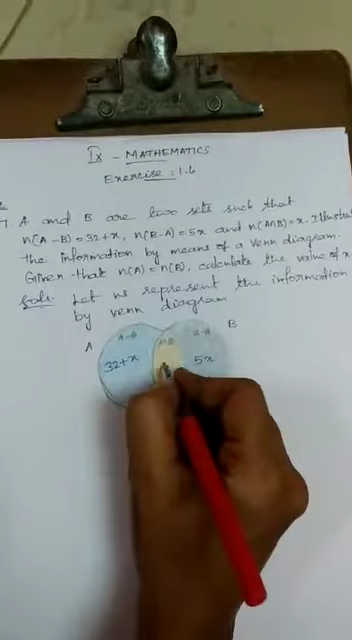 IX - MATHEMATICS
Exercise: 1.6
7. A and B are two sets such that
n(A-B)=32+x, n(B-A)=5x and n(A∩B)=x. Illustrat
the information by means of a venn diagram.
Given that n(A)=n(B), calculate the value of x
Soln: Let us represent the information
by venn diagram
A B
A-B A∩B B-A
32+x 5x